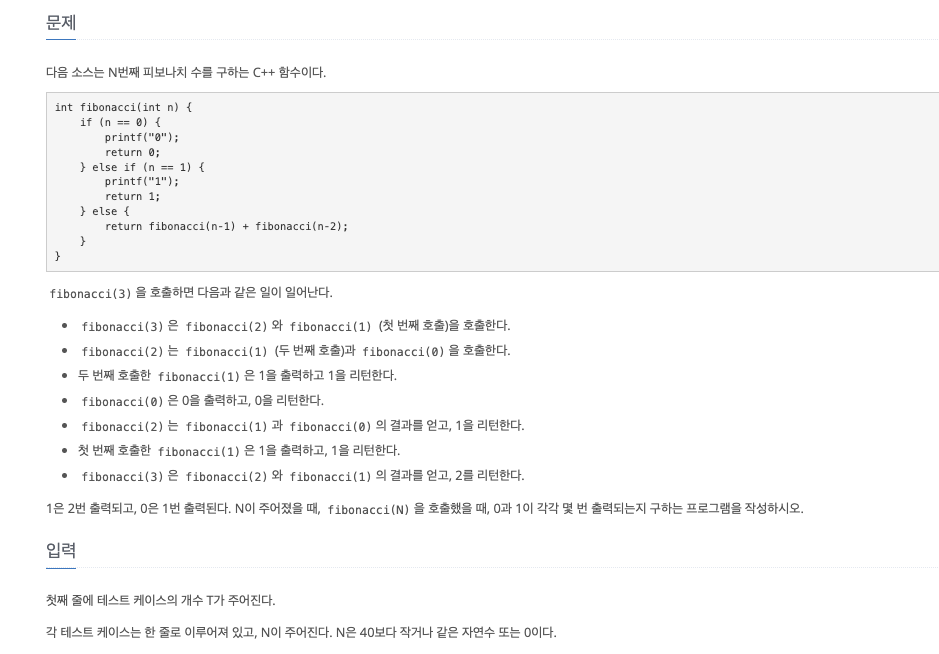 문제
다음 소스는 N번째 피보나치 수를 구하는 C++ 함수이다.
int fibonacci(int n) {
    if (n == 0) {
        printf("0");
        return 0;
    } else if (n == 1) {
        printf("1");
        return 1;
    } else {
        return fibonacci(n-1) + fibonacci(n-2);
    }
}
fibonacci(3) 을 호출하면 다음과 같은 일이 일어난다.
• fibonacci(3) 은 fibonacci(2) 와 fibonacci(1) (첫 번째 호출)을 호출한다.
• fibonacci(2) 는 fibonacci(1) (두 번째 호출)과 fibonacci(0) 을 호출한다.
• 두 번째 호출한 fibonacci(1) 은 1을 출력하고 1을 리턴한다.
• fibonacci(0) 은 0을 출력하고, 0을 리턴한다.
• fibonacci(2) 는 fibonacci(1) 과 fibonacci(0) 의 결과를 얻고, 1을 리턴한다.
• 첫 번째 호출한 fibonacci(1) 은 1을 출력하고, 1을 리턴한다.
• fibonacci(3) 은 fibonacci(2) 와 fibonacci(1) 의 결과를 얻고, 2를 리턴한다.
1은 2번 출력되고, 0은 1번 출력된다. N이 주어졌을 때, fibonacci(N) 을 호출했을 때, 0과 1이 각각 몇 번 출력되는지 구하는 프로그램을 작성하시오.
입력
첫째 줄에 테스트 케이스의 개수 T가 주어진다.
각 테스트 케이스는 한 줄로 이루어져 있고, N이 주어진다. N은 40보다 작거나 같은 자연수 또는 0이다.